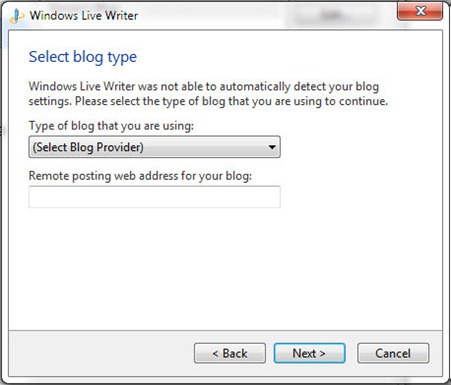 Windows Live Writer
Select blog type
Windows Live Writer was not able to automatically detect your blog
settings. Please select the type of blog that you are using to continue.
Type of blog that you are using:
(Select Blog Provider)
Remote posting web address for your blog:
< Back
Next >
Cancel